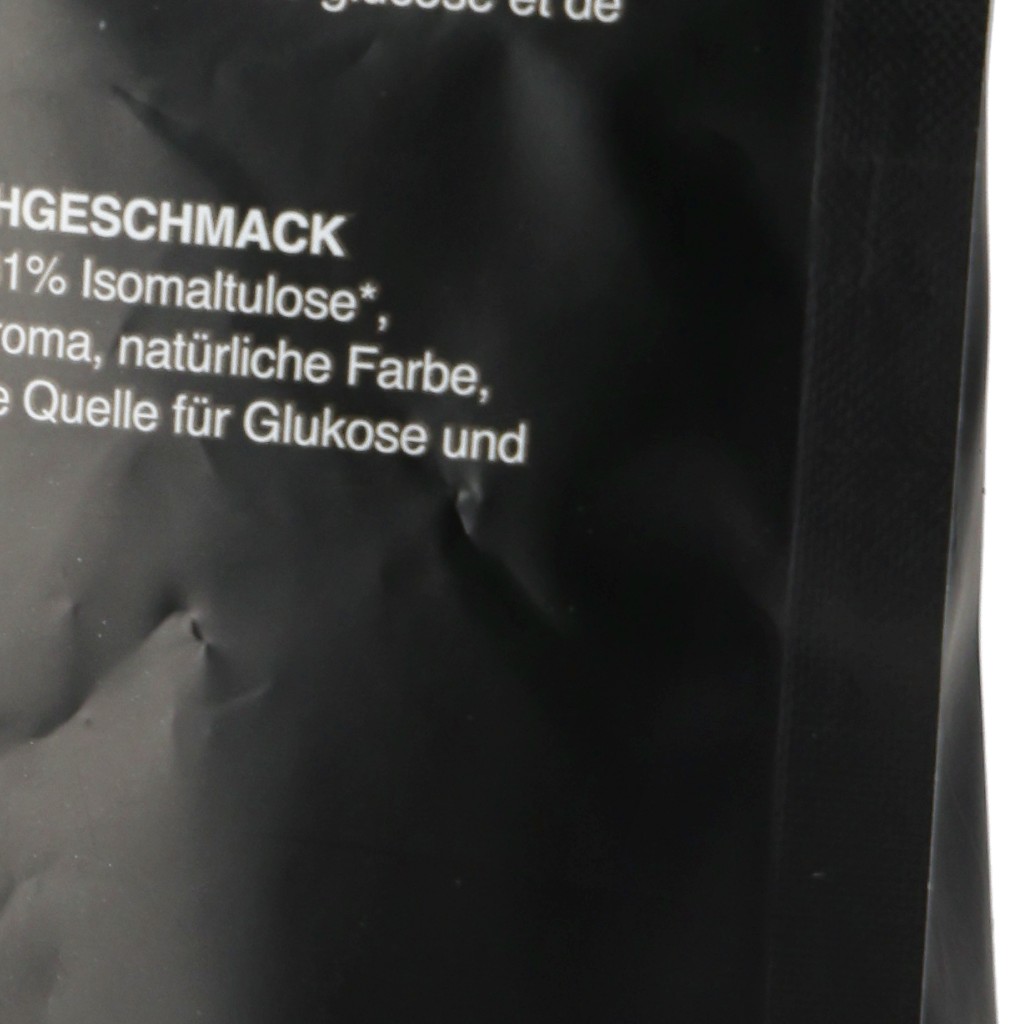 glucose et de
HGESCHMACK
1% Isomaltulose*,
roma, natürliche Farbe,
e Quelle für Glukose und